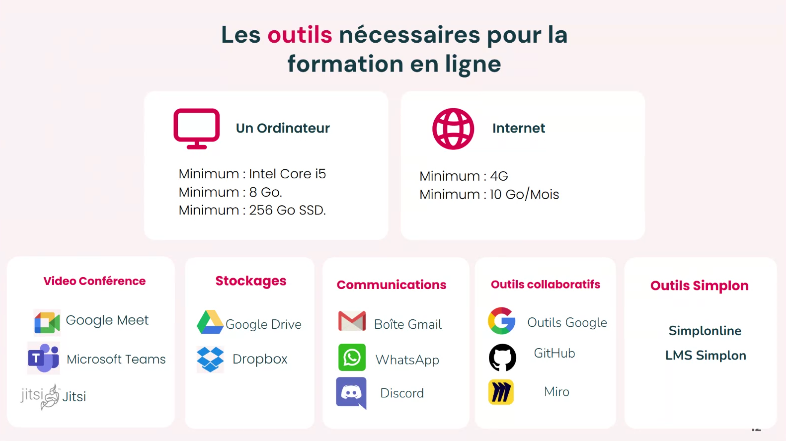 Les outils nécessaires pour la
formation en ligne
Un Ordinateur
Minimum : Intel Core i5
Minimum : 8 Go.
Minimum : 256 Go SSD.
Internet
Minimum : 4G
Minimum : 10 Go/Mois
Video Conférence
Google Meet
Microsoft Teams
jitsi Jitsi
Stockages
Google Drive
Dropbox
Communications
Boîte Gmail
WhatsApp
Discord
Outils collaboratifs
Outils Google
GitHub
Miro
Outils Simplon
Simplonline
LMS Simplon